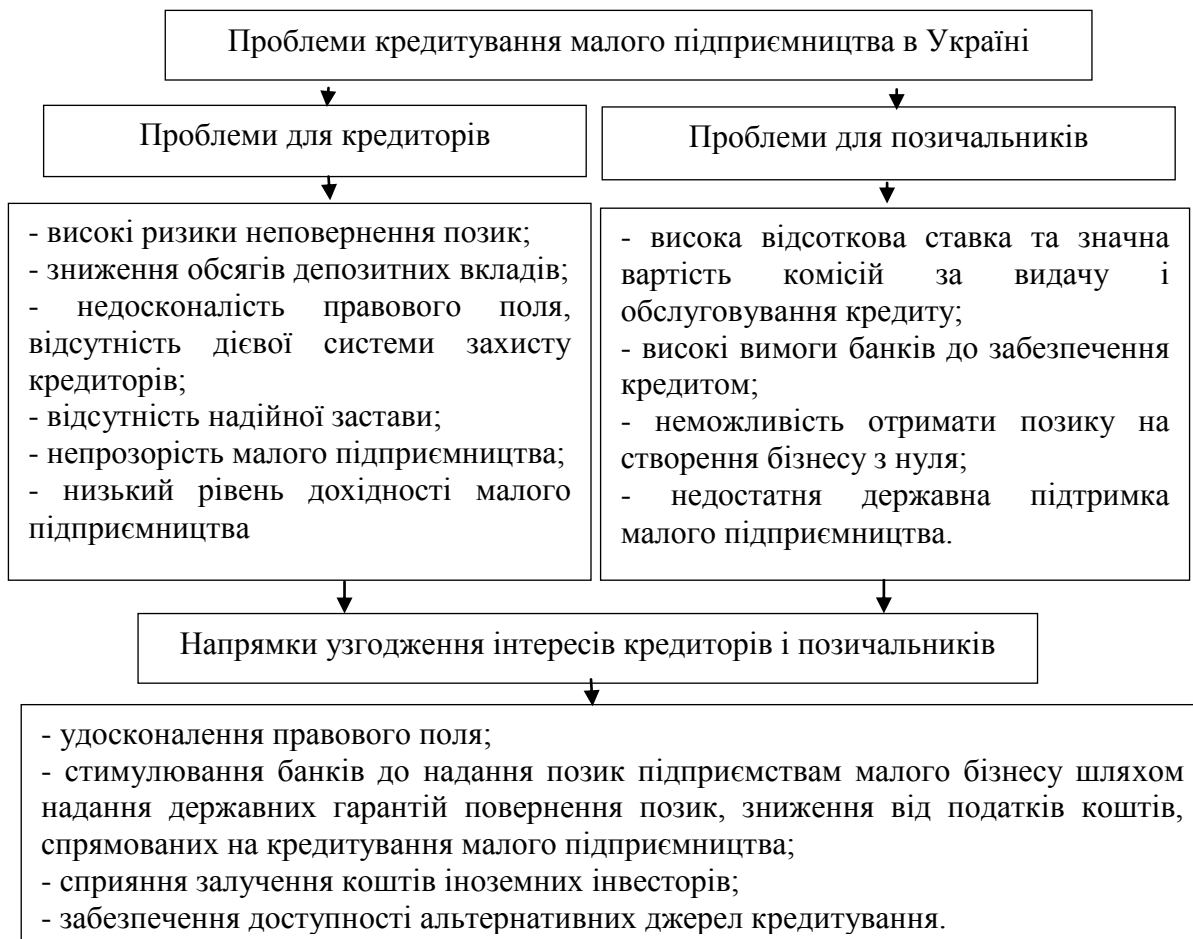 Проблеми кредитування малого підприємництва в Україні
Проблеми для кредиторів
Проблеми для позичальників
- високі ризики неповернення позик;
- зниження обсягів депозитних вкладів;
- недосконалість правового поля,
відсутність дієвої системи захисту
кредиторів;
- відсутність надійної застави;
- непрозорість малого підприємництва;
- низький рівень дохідності малого
підприємництва
- висока відсоткова ставка та значна
вартість комісій за видачу і
обслуговування кредиту;
- високі вимоги банків до забезпечення
кредитом;
- неможливість отримати позику на
створення бізнесу з нуля;
- недостатня державна підтримка
малого підприємництва.
Напрямки узгодження інтересів кредиторів і позичальників
- удосконалення правового поля;
- стимулювання банків до надання позик підприємствам малого бізнесу шляхом
надання державних гарантій повернення позик, зниження від податків коштів,
спрямованих на кредитування малого підприємництва;
- сприяння залучення коштів іноземних інвесторів;
- забезпечення доступності альтернативних джерел кредитування.